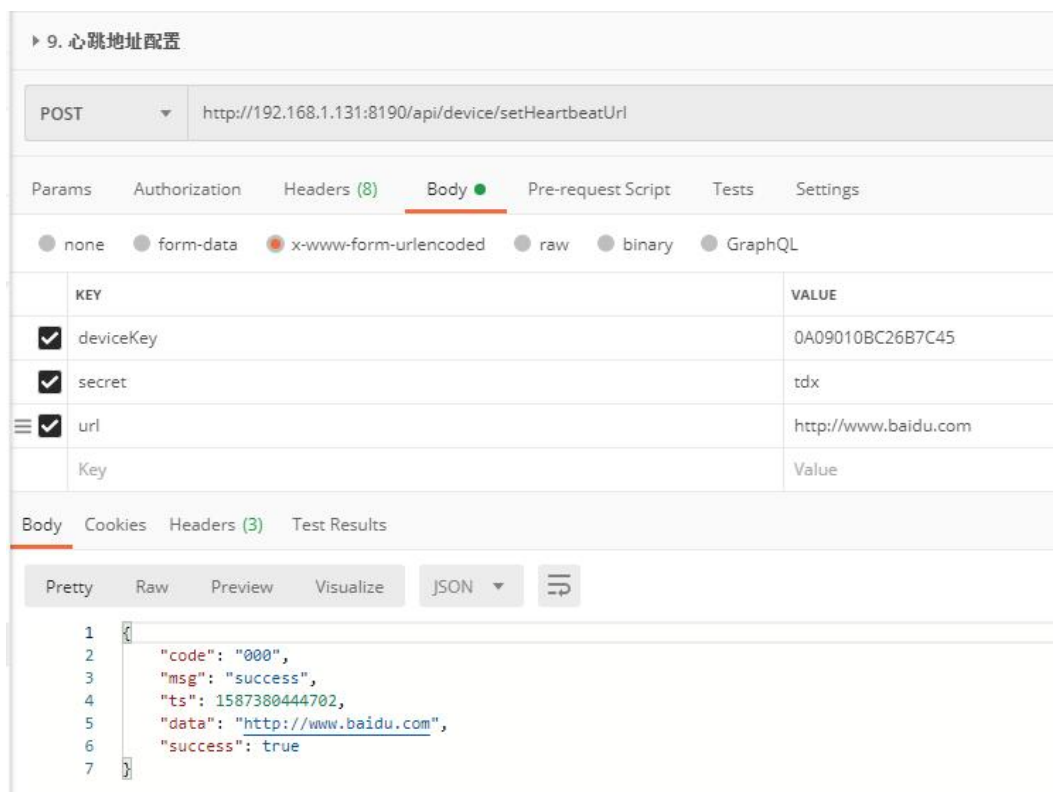 9. 心跳地址配置
POST http://192.168.1.131:8190/api/device/setHeartbeatUrl
Params Authorization Headers (8) Body Pre-request Script Tests Settings
none form-data x-www-form-urlencoded raw binary GraphQL
KEY VALUE
deviceKey 0A09010BC26B7C45
secret tdx
url http://www.baidu.com
Key Value
Body Cookies Headers (3) Test Results
Pretty Raw Preview Visualize JSON
1 {
2 "code": "000",
3 "msg": "success",
4 "ts": 1587380444702,
5 "data": "http://www.baidu.com",
6 "success": true
7 }